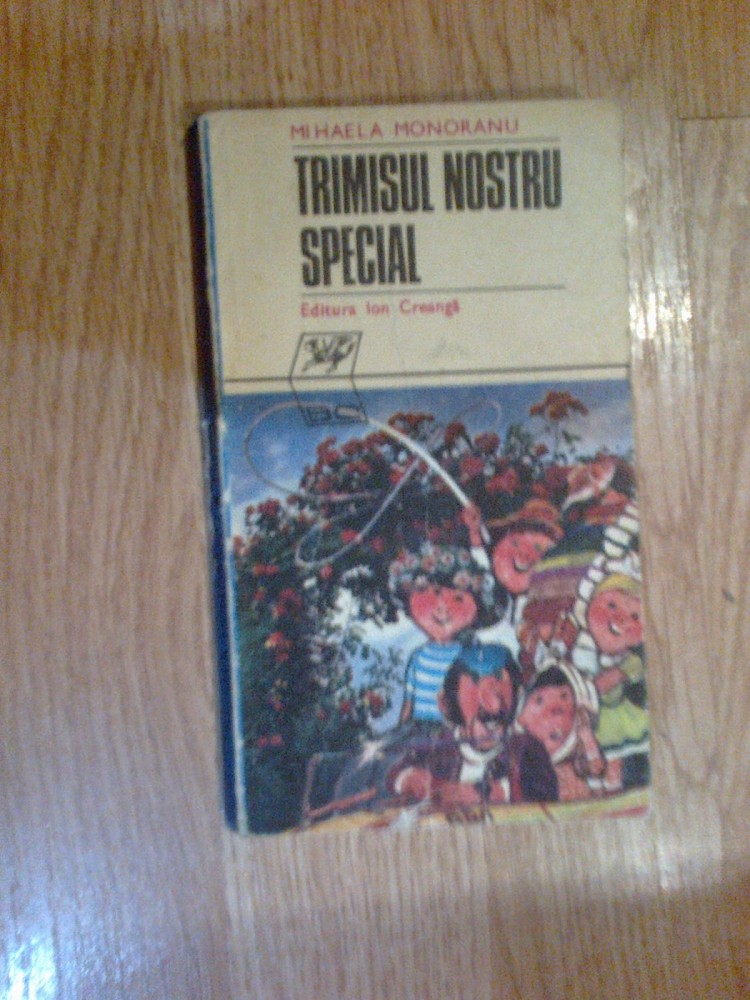 MIHAELA MONORANU
TRIMISUL NOSTRU
SPECIAL
Editura Ion Creangă